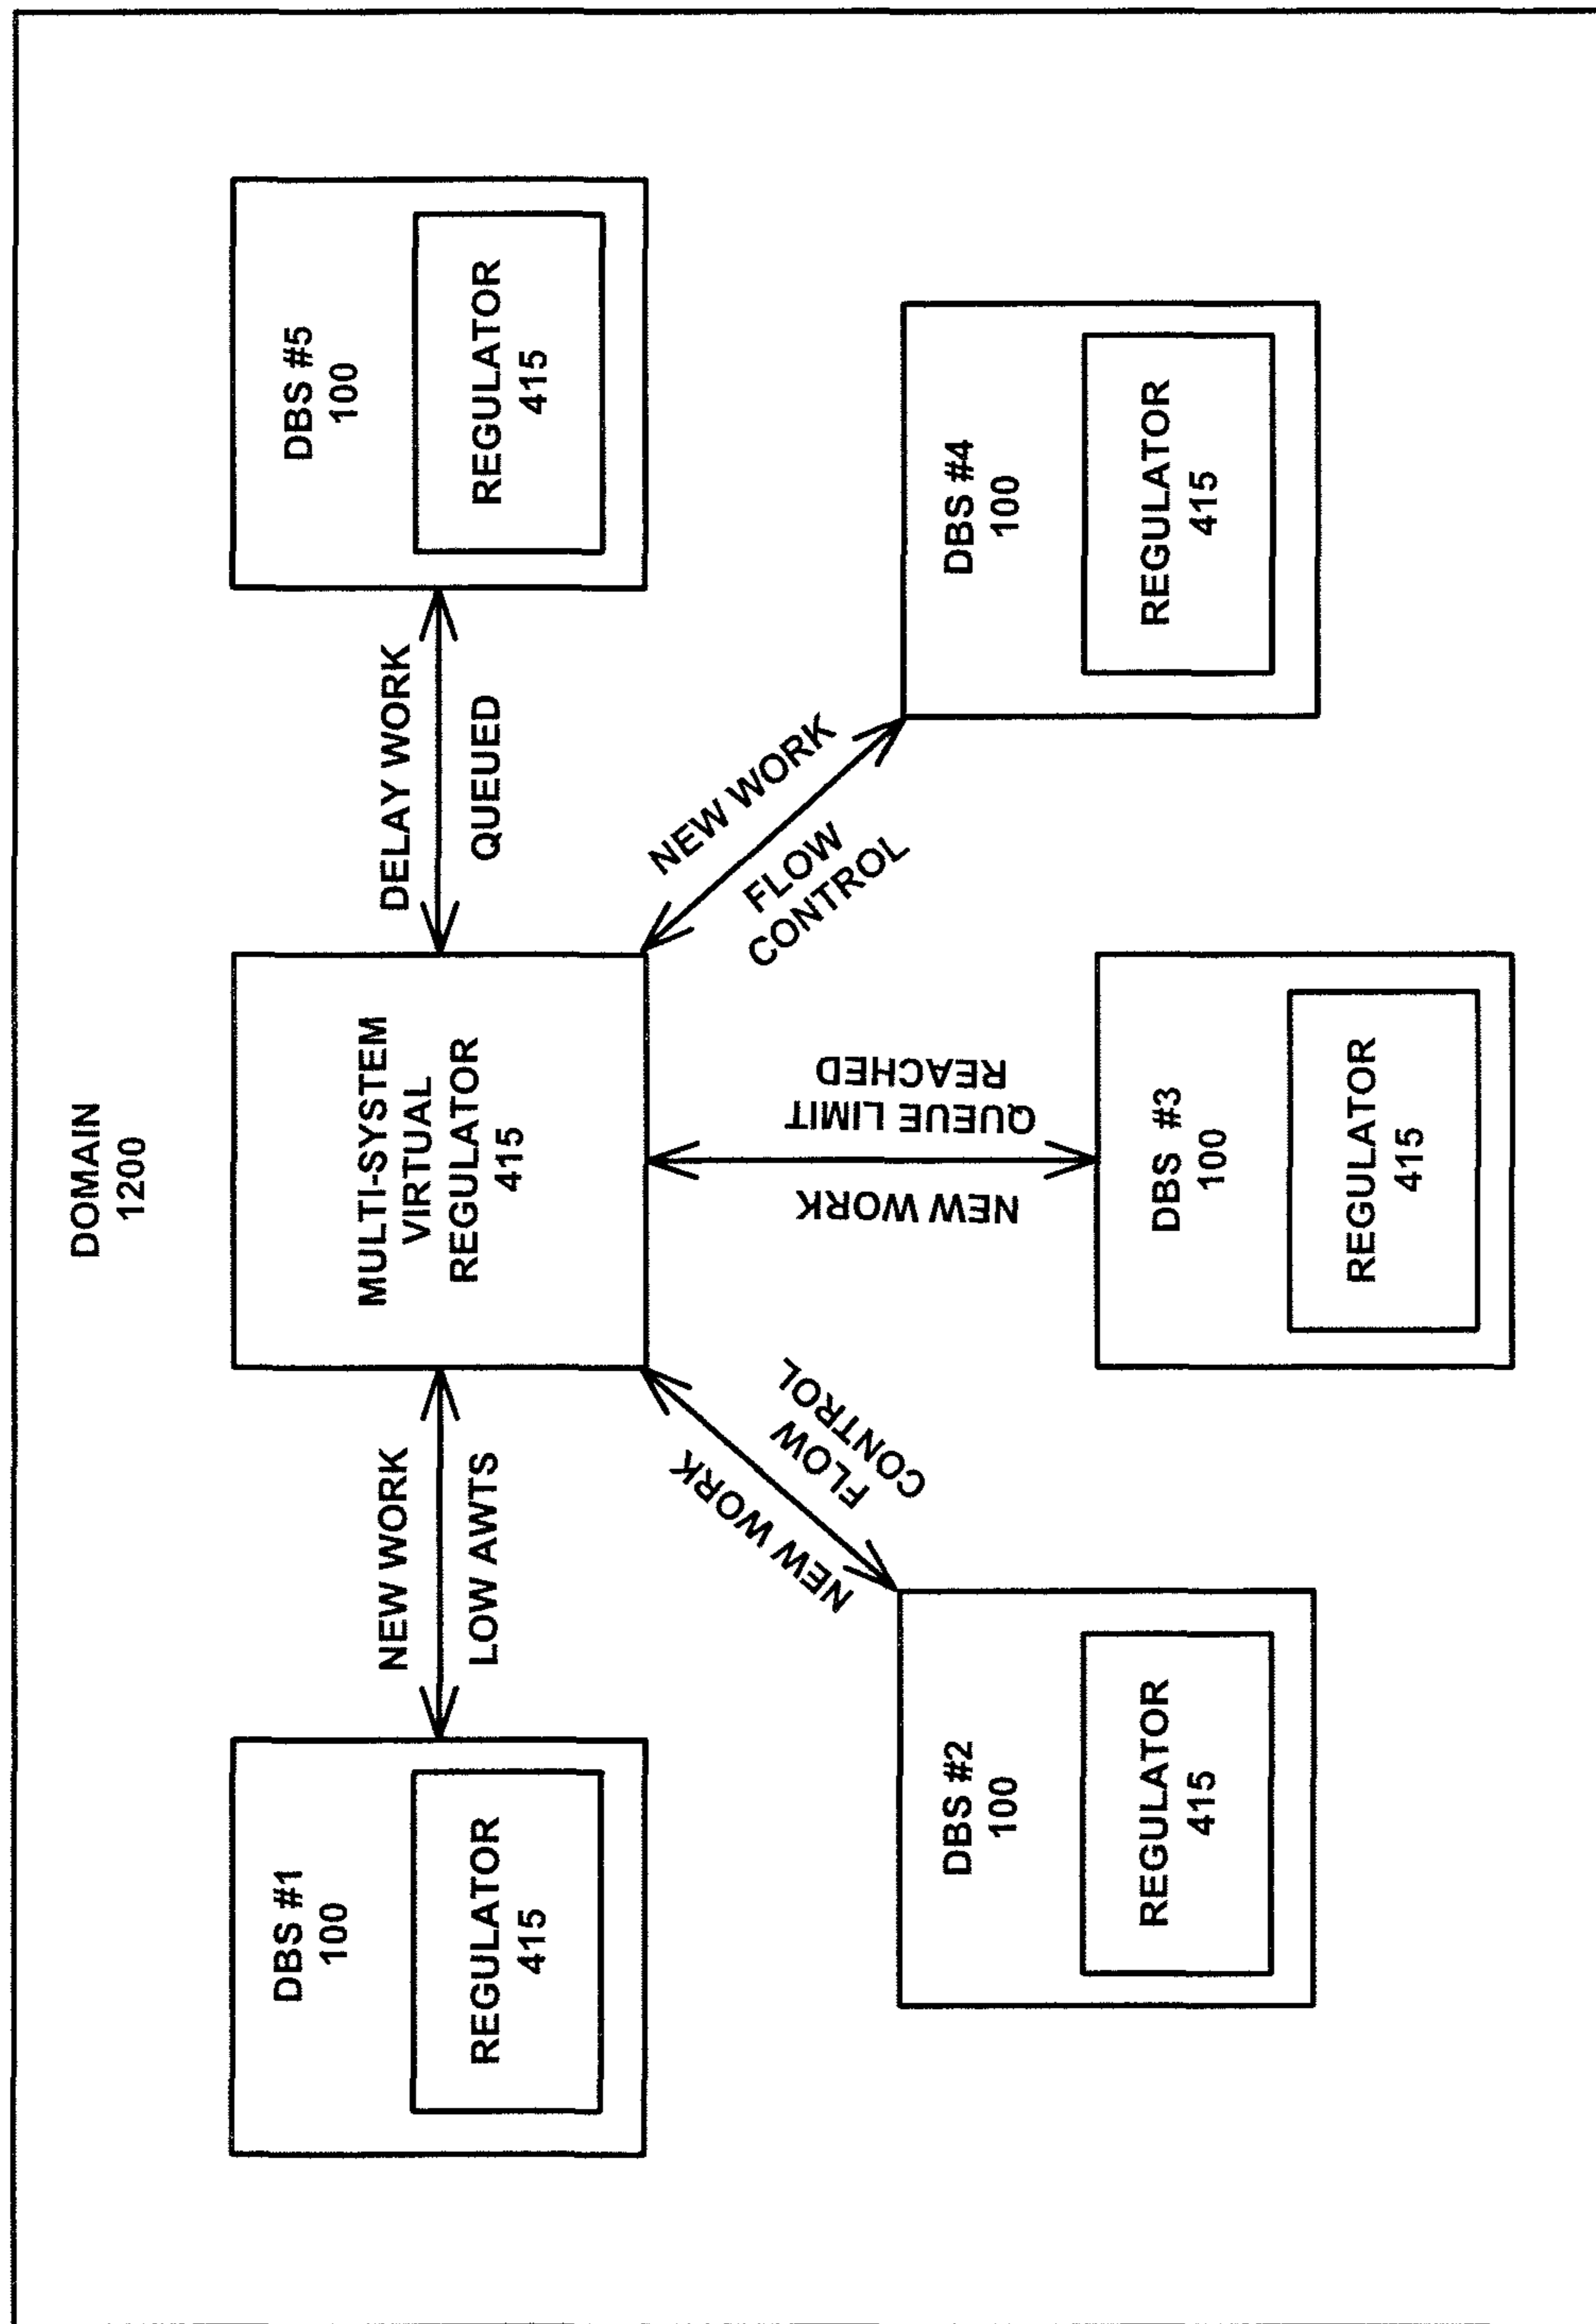 DOMAIN
1200
DBS #1
100
REGULATOR
415
NEW WORK
LOW AWTS
MULTI-SYSTEM
VIRTUAL
REGULATOR
415
DELAY WORK
QUEUED
DBS #5
100
REGULATOR
415
NEW WORK
FLOW
CONTROL
DBS #2
100
REGULATOR
415
NEW WORK
QUEUE LIMIT
REACHED
DBS #3
100
REGULATOR
415
NEW WORK
FLOW
CONTROL
DBS #4
100
REGULATOR
415